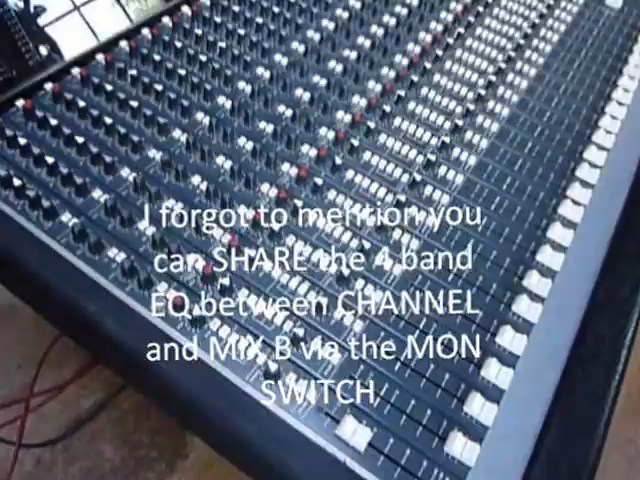 I forgot to mention you
can SHARE the 4 band
EQ between CHANNEL
and MIX B via the MON
SWITCH